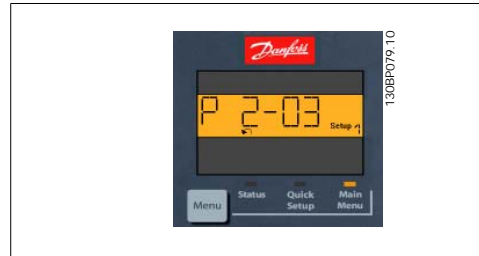 Danfoss
130BP079.10
P 2-03
Setup 1
Status Quick Setup Main Menu
Menu